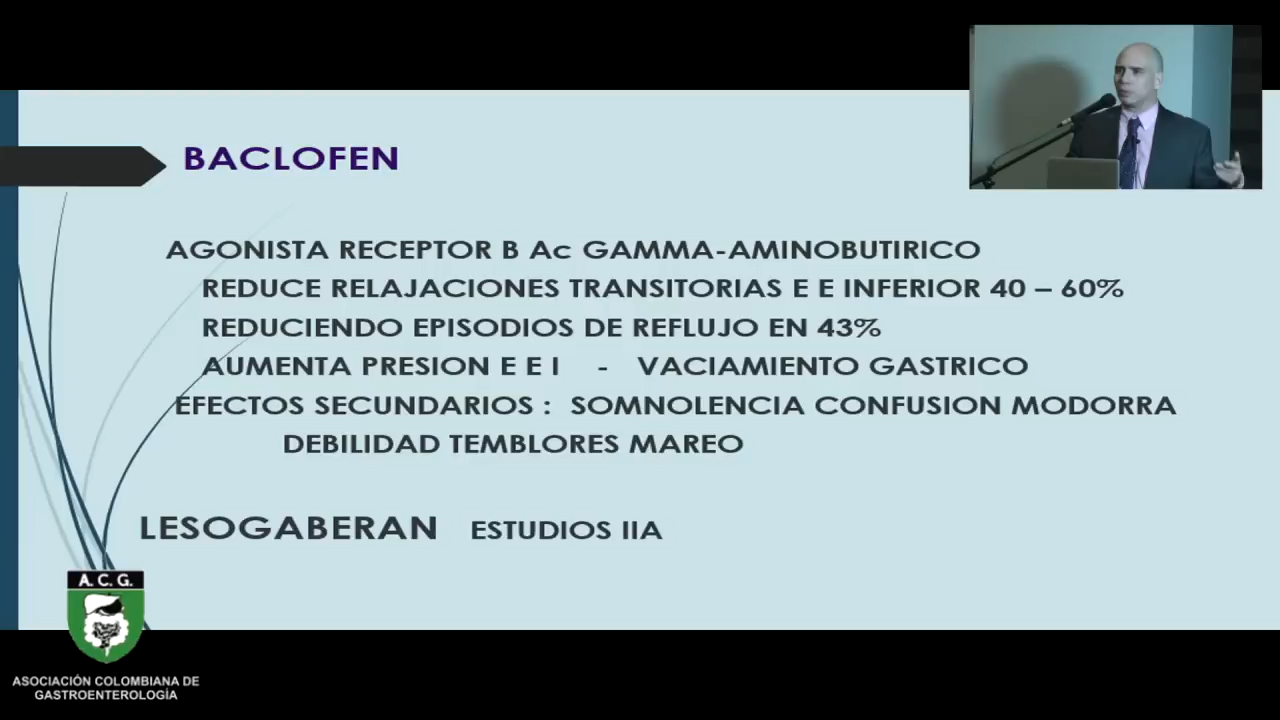 BACLOFEN
AGONISTA RECEPTOR B Ac GAMMA-AMINOBUTIRICO
REDUCE RELAJACIONES TRANSITORIAS E E INFERIOR 40 – 60%
REDUCIENDO EPISODIOS DE REFLUJO EN 43%
AUMENTA PRESION E E I - VACIAMIENTO GASTRICO
EFECTOS SECUNDARIOS : SOMNOLENCIA CONFUSION MODORRA
DEBILIDAD TEMBLORES MAREO
LESOGABERAN ESTUDIOS IIA
A. C. G.
ASOCIACIÓN COLOMBIANA DE
GASTROENTEROLOGÍA